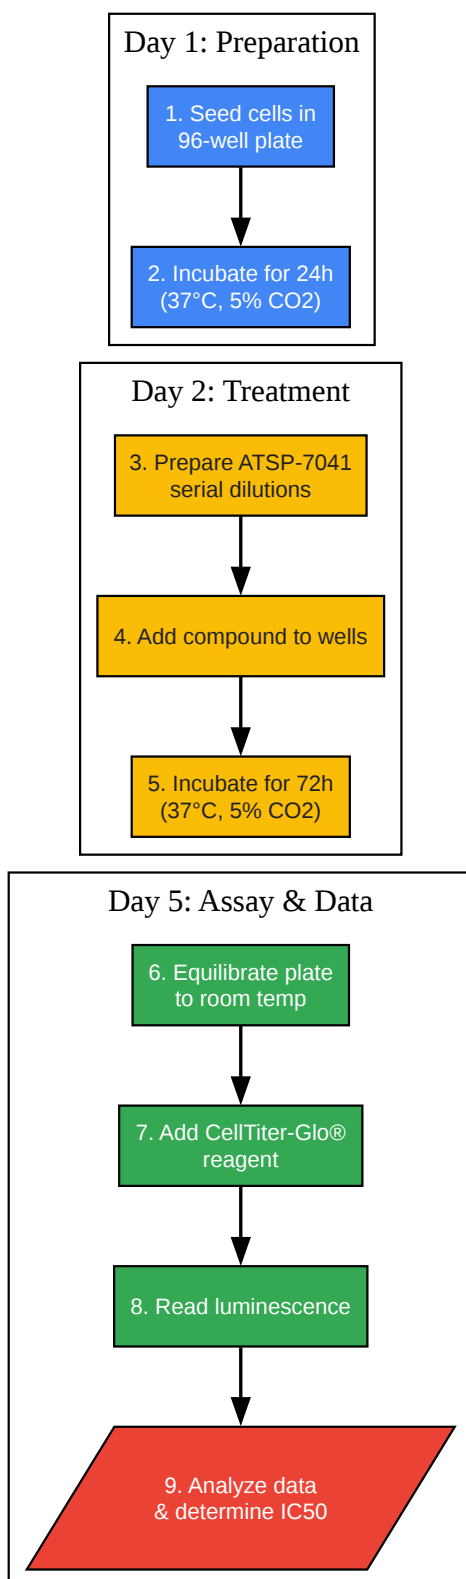 Day 1: Preparation
1. Seed cells in
96-well plate
2. Incubate for 24h
(37°C, 5% CO2)
Day 2: Treatment
3. Prepare ATSP-7041
serial dilutions
4. Add compound to wells
5. Incubate for 72h
(37°C, 5% CO2)
Day 5: Assay & Data
6. Equilibrate plate
to room temp
7. Add CellTiter-Glo®
reagent
8. Read luminescence
9. Analyze data
& determine IC50